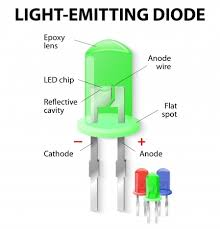 LIGHT-EMITTING DIODE
Epoxy
lens
Anode
wire
LED chip
Reflective
cavity
Flat
spot
− +
Cathode
Anode